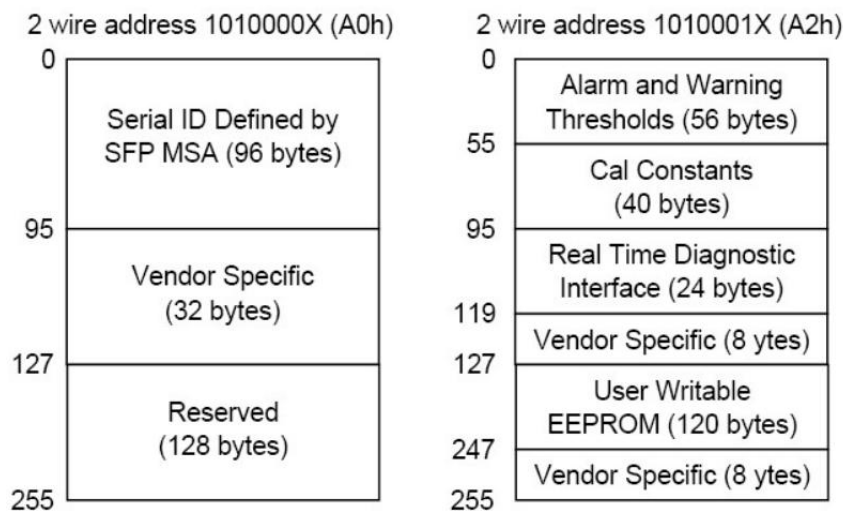 2 wire address 1010000X (A0h)
0
Serial ID Defined by
SFP MSA (96 bytes)
95
Vendor Specific
(32 bytes)
127
Reserved
(128 bytes)
255
2 wire address 1010001X (A2h)
0
Alarm and Warning
Thresholds (56 bytes)
55
Cal Constants
(40 bytes)
95
Real Time Diagnostic
Interface (24 bytes)
119
Vendor Specific (8 ytes)
127
User Writable
EEPROM (120 bytes)
247
Vendor Specific (8 ytes)
255